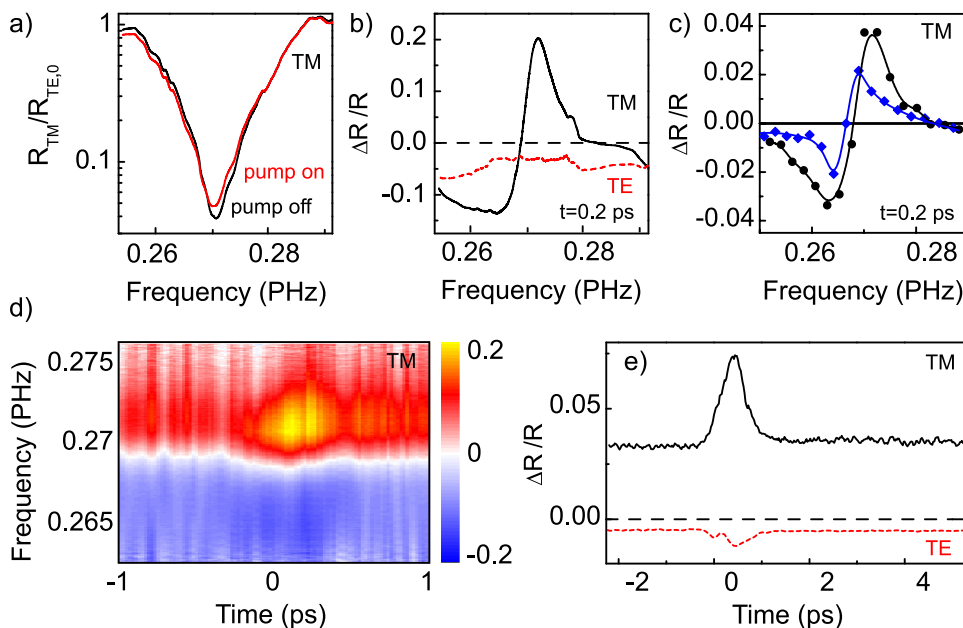 a)
R_TM/R_TE,0
1
0.1
TM
pump on
pump off
0.26
0.28
Frequency (PHz)
b)
ΔR/R
0.2
0.1
0.0
-0.1
TM
TE
t=0.2 ps
0.26
0.28
Frequency (PHz)
c)
ΔR/R
0.04
0.02
0.00
-0.02
-0.04
TM
t=0.2 ps
0.26
0.28
Frequency (PHz)
d)
Frequency (PHz)
0.275
0.27
0.265
TM
-1
0
1
Time (ps)
0.2
0
-0.2
e)
ΔR/R
0.05
0.00
TM
TE
-2
0
2
4
Time (ps)